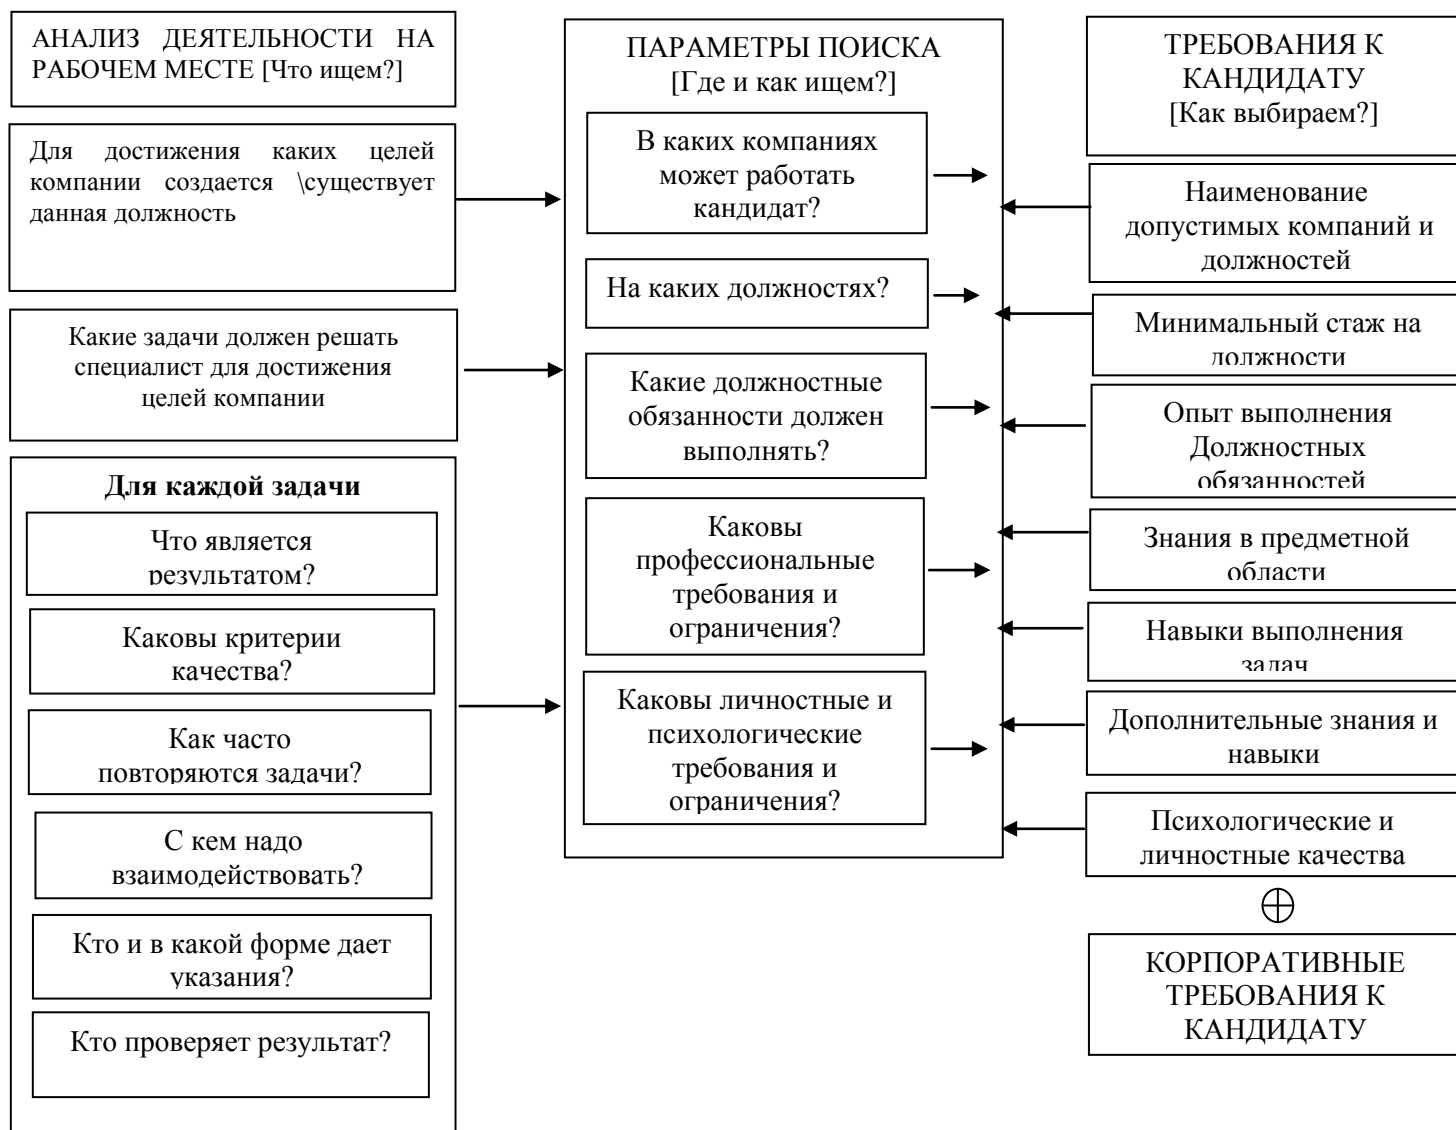 АНАЛИЗ ДЕЯТЕЛЬНОСТИ НА
РАБОЧЕМ МЕСТЕ [Что ищем?]
Для достижения каких целей
компании создается \существует
данная должность
Какие задачи должен решать
специалист для достижения
целей компании
Для каждой задачи
Что является
результатом?
Каковы критерии
качества?
Как часто
повторяются задачи?
С кем надо
взаимодействовать?
Кто и в какой форме дает
указания?
Кто проверяет результат?
ПАРАМЕТРЫ ПОИСКА
[Где и как ищем?]
В каких компаниях
может работать
кандидат?
На каких должностях?
Какие должностные
обязанности должен
выполнять?
Каковы
профессиональные
требования и
ограничения?
Каковы личностные и
психологические
требования и
ограничения?
ТРЕБОВАНИЯ К
КАНДИДАТУ
[Как выбираем?]
Наименование
допустимых компаний и
должностей
Минимальный стаж на
должности
Опыт выполнения
Должностных
обязанностей
Знания в предметной
области
Навыки выполнения
задач
Дополнительные знания и
навыки
Психологические и
личностные качества
КОРПОРАТИВНЫЕ
ТРЕБОВАНИЯ К
КАНДИДАТУ